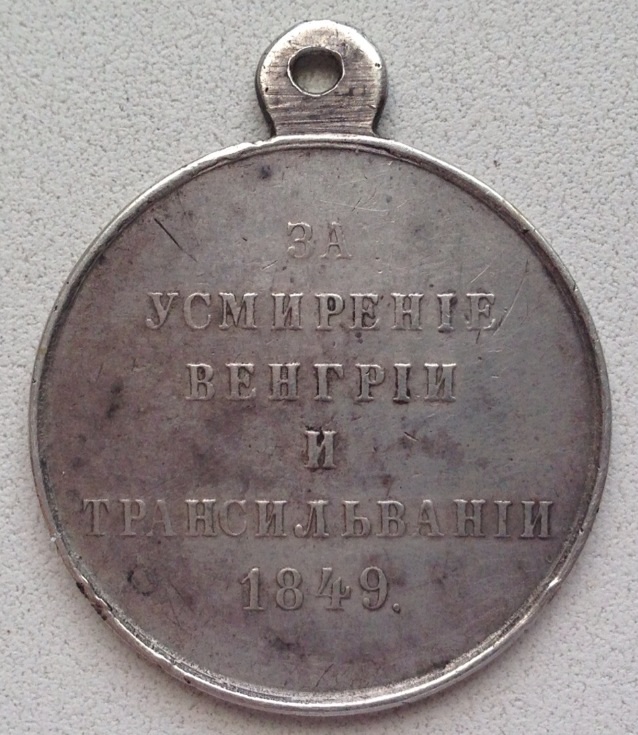 ЗА
УСМИРЕНІЕ
ВЕНГРІИ
И
ТРАНСИЛЬВАНІИ
1849.